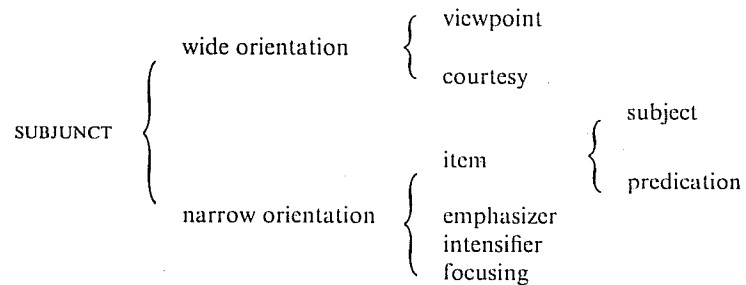 viewpoint
wide orientation
courtesy
subject
SUBJUNCT
item
predication
narrow orientation
emphasizer
intensifier
focusing